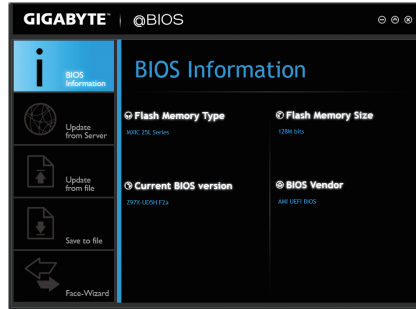 GIGABYTE™ @BIOS
BIOS
Information
Update
from Server
Update
from file
Save to file
Face-Wizard
BIOS Information
Flash Memory Type
MXIC 25L Series
Flash Memory Size
128M bits
Current BIOS version
Z97X-UD5H F2a
BIOS Vendor
AMI UEFI BIOS